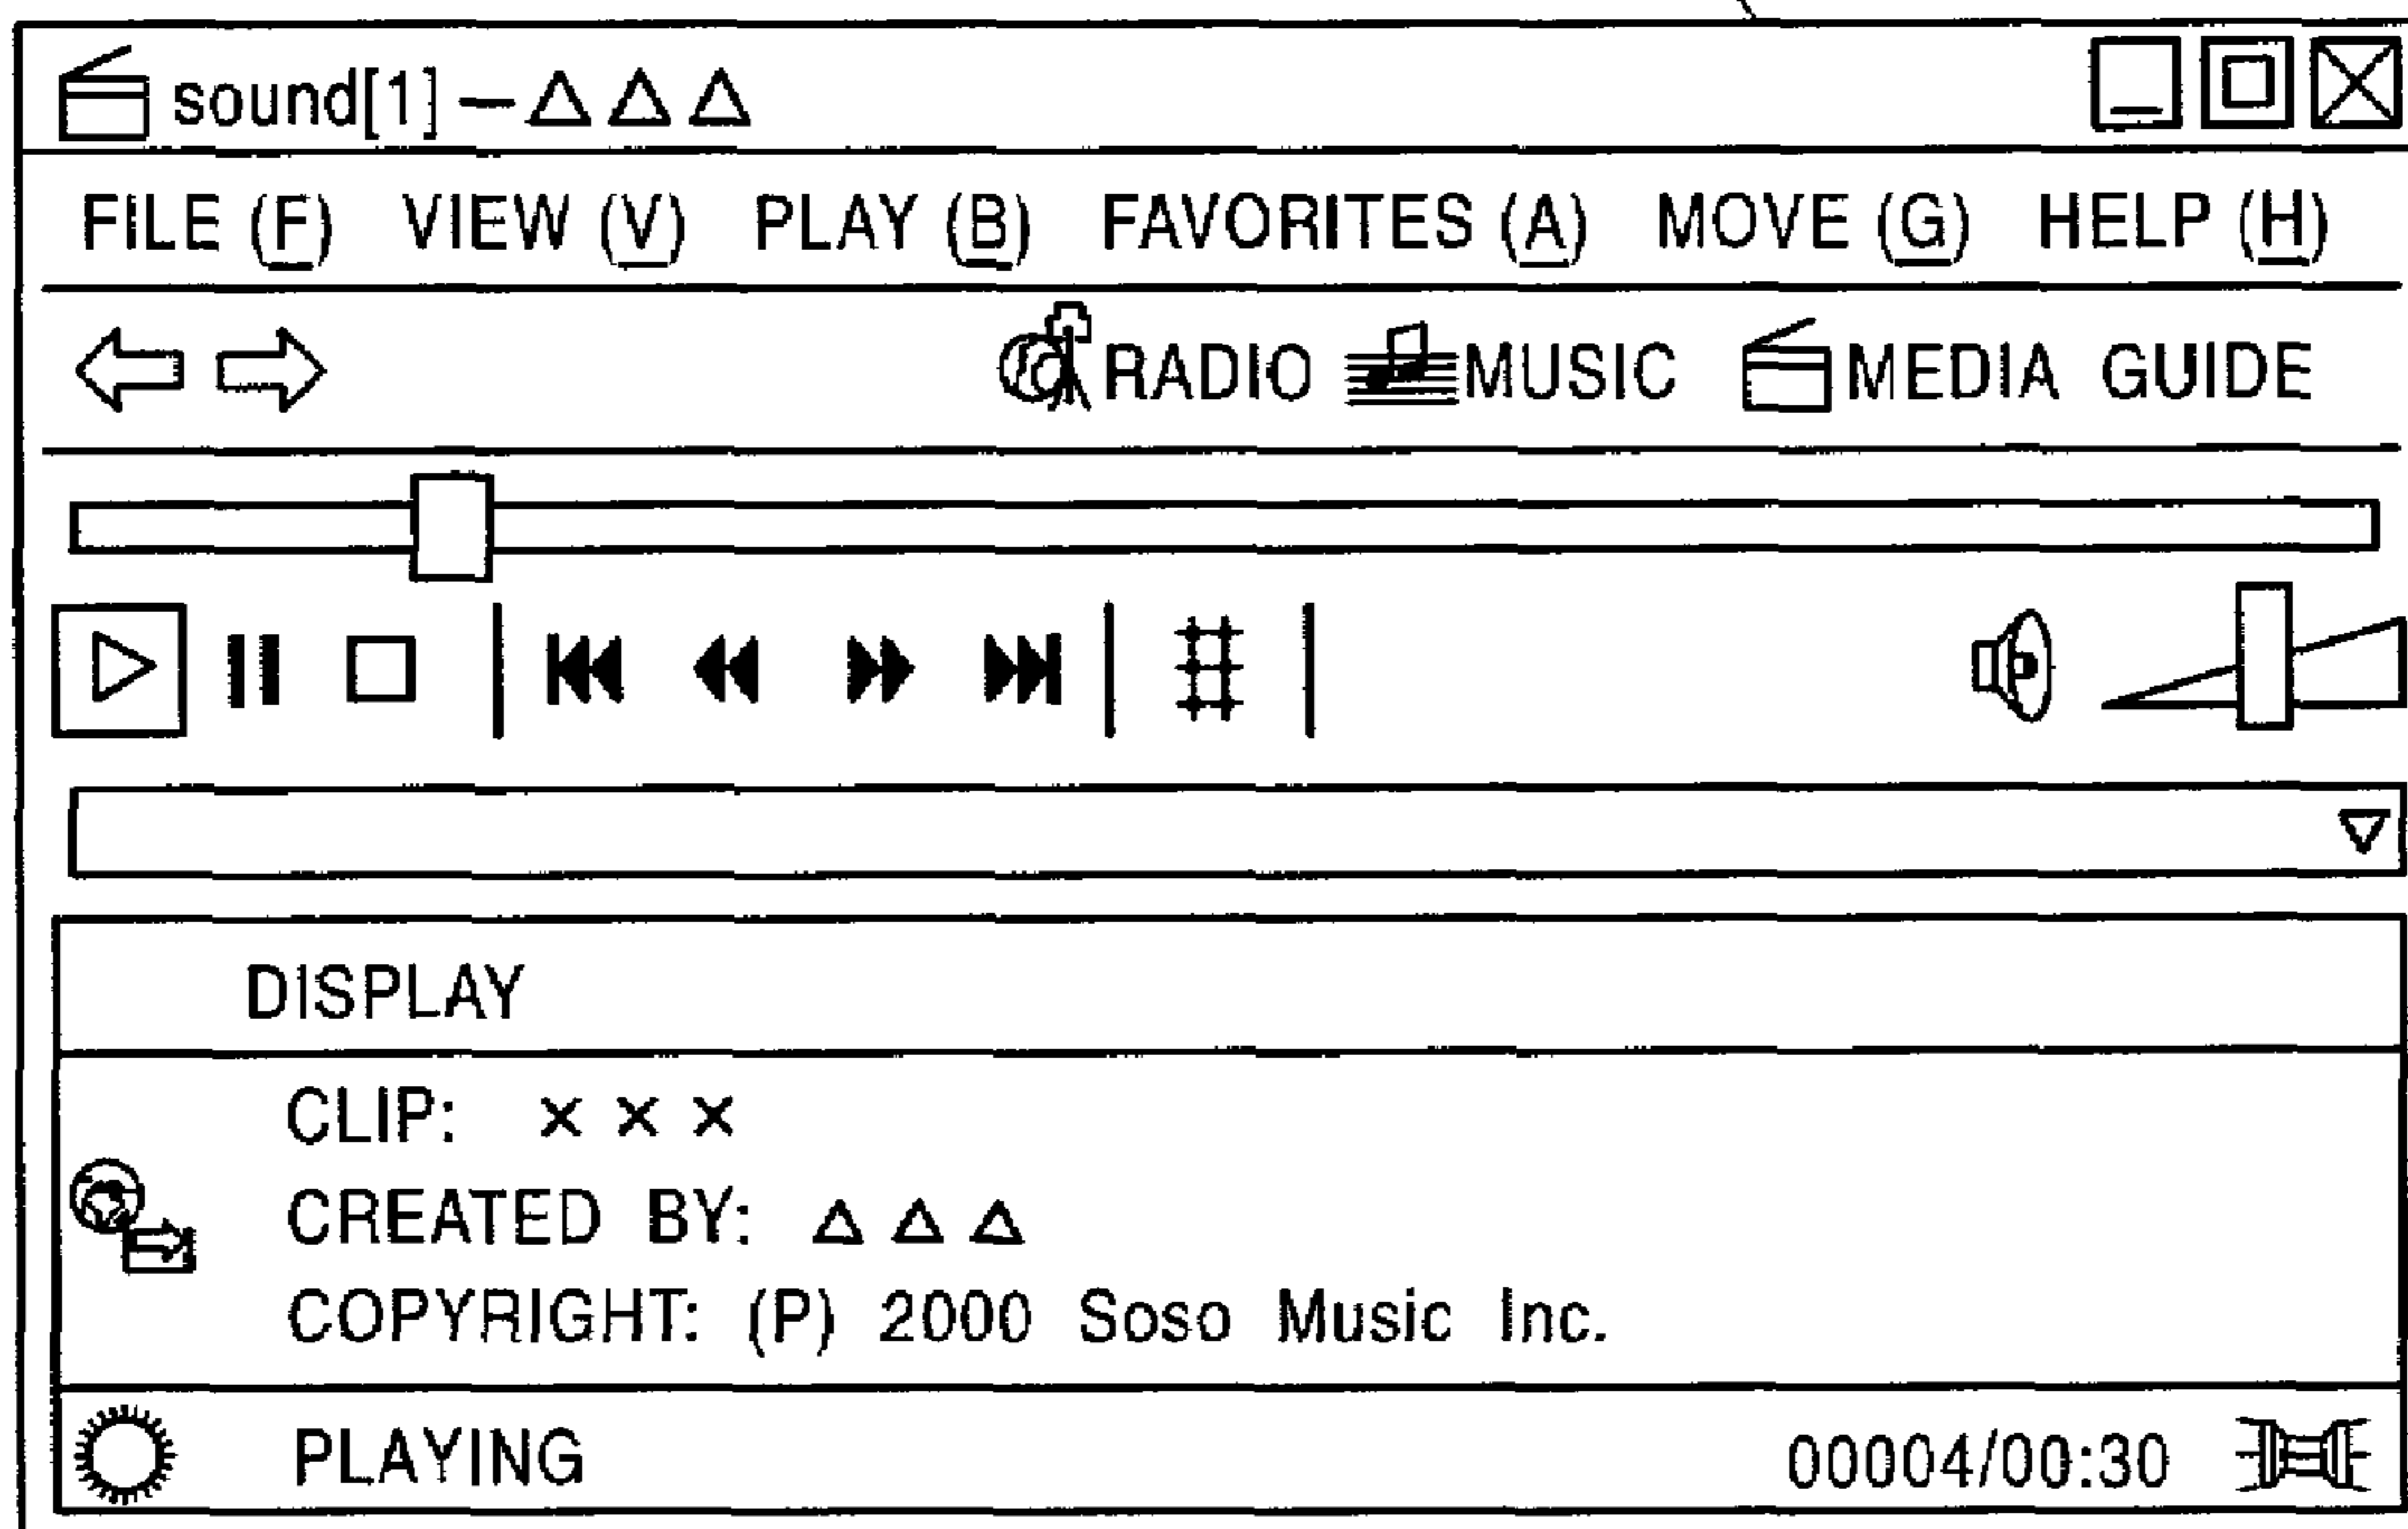 sound[1]—△△△
FILE (F) VIEW (V) PLAY (B) FAVORITES (A) MOVE (G) HELP (H)
RADIO MUSIC MEDIA GUIDE
DISPLAY
CLIP: × × ×
CREATED BY: △ △ △
COPYRIGHT: (P) 2000 Soso Music Inc.
PLAYING 00004/00:30